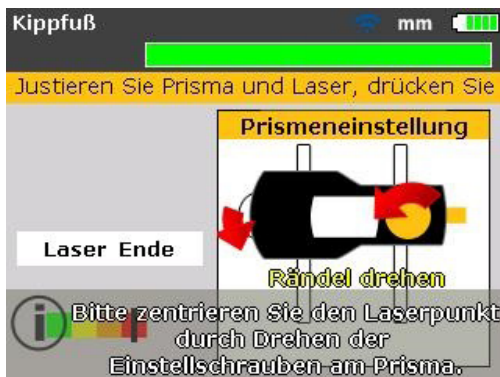 Kippfuß mm
Justieren Sie Prisma und Laser, drücken Sie
Prismeneinstellung
Laser Ende
Rändel drehen
Bitte zentrieren Sie den Laserpunkt
durch Drehen der
Einstellschrauben am Prisma.